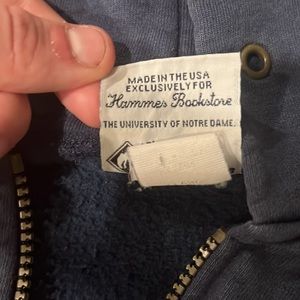 MADE IN THE USA
EXCLUSIVELY FOR
Hammes Bookstore
THE UNIVERSITY OF NOTRE DAME.